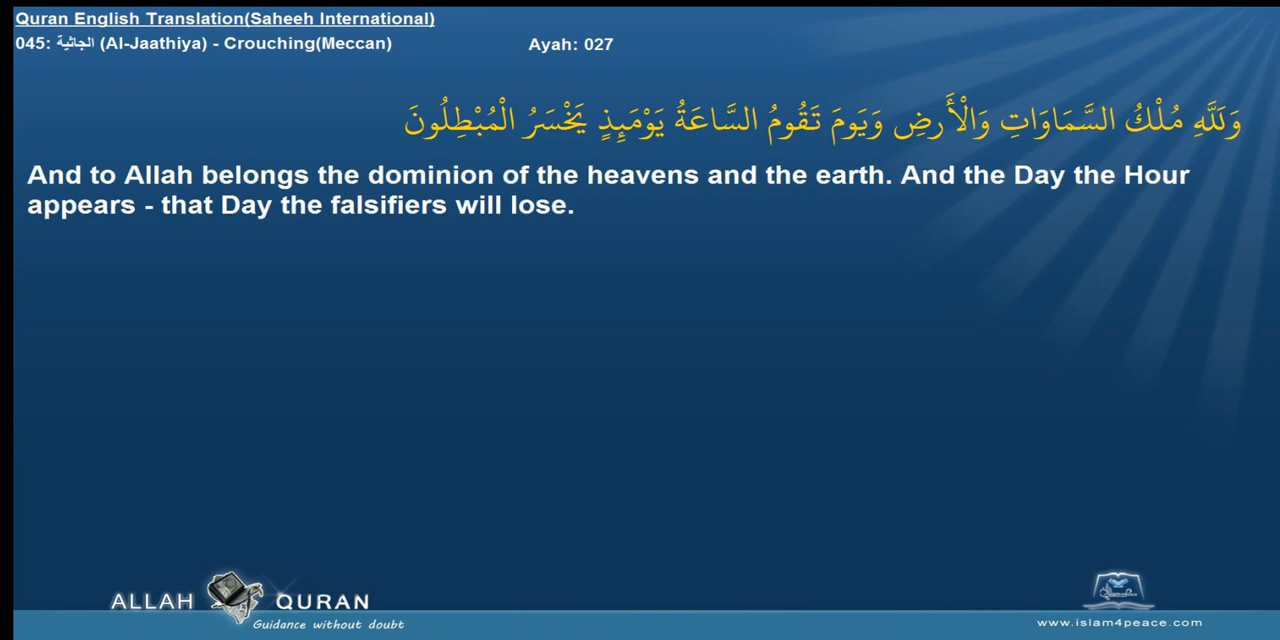 Quran English Translation(Saheeh International)
045: الجاثية (Al-Jaathiya) - Crouching(Meccan) Ayah: 027
وَلَلَّهِ مُلْكُ السَّمَاوَاتِ وَالْأَرضِ وَيَومَ تَقُومُ السَّاعَةُ يَوْمَئِذٍ يَخْسَرُ الْمُبْطِلُونَ
And to Allah belongs the dominion of the heavens and the earth. And the Day the Hour
appears - that Day the falsifiers will lose.
ALLAH QURAN
Guidance without doubt
www.islam4peace.com